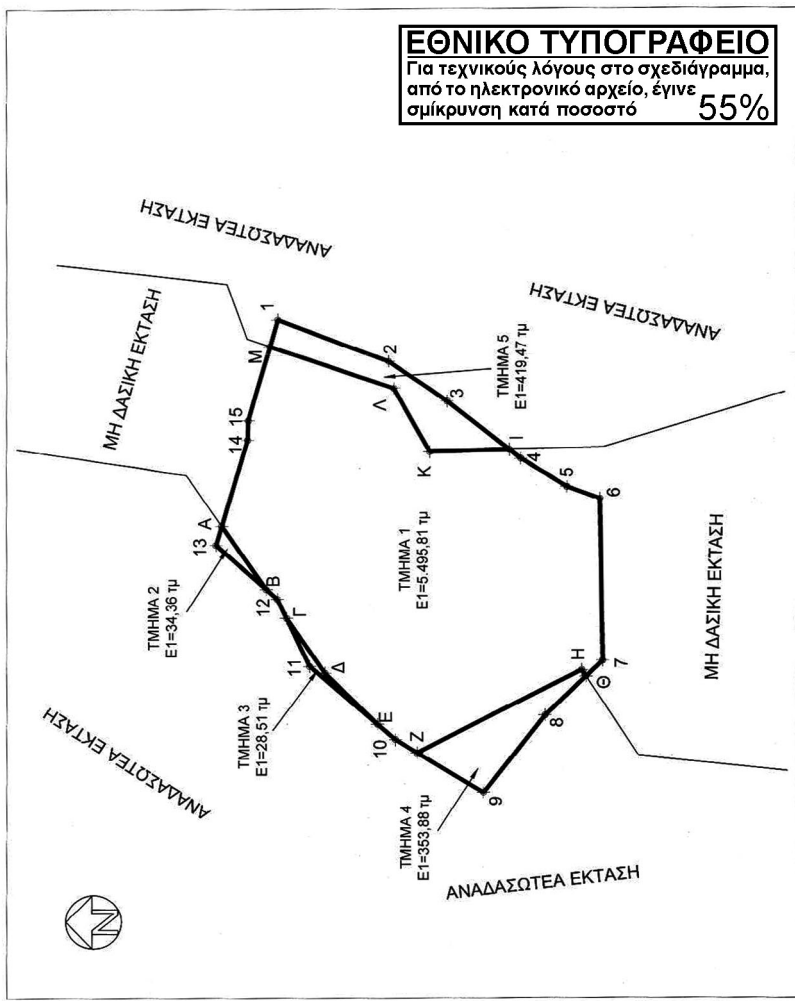 ΕΘΝΙΚΟ ΤΥΠΟΓΡΑΦΕΙΟ
Για τεχνικούς λόγους στο σχεδιάγραμμα,
από το ηλεκτρονικό αρχείο, έγινε
σμίκρυνση κατά ποσοστό 55%
ΑΝΑΔΑΣΩΤΕΑ ΕΚΤΑΣΗ
ΜΗ ΔΑΣΙΚΗ ΕΚΤΑΣΗ
ΑΝΑΔΑΣΩΤΕΑ ΕΚΤΑΣΗ
1
Μ
2
15
14
Λ
3
ΤΜΗΜΑ 5
Ε1=419,47 τμ
Κ
Ι
4
5
6
Α
13
ΤΜΗΜΑ 1
Ε1=5.495,81 τμ
ΤΜΗΜΑ 2
Ε1=34,36 τμ
Β
12
Γ
11
Δ
ΤΜΗΜΑ 3
Ε1=28,51 τμ
Ε
10
Ζ
Η
7
Θ
8
9
ΤΜΗΜΑ 4
Ε1=353,88 τμ
ΜΗ ΔΑΣΙΚΗ ΕΚΤΑΣΗ
ΑΝΑΔΑΣΩΤΕΑ ΕΚΤΑΣΗ
ΑΝΑΔΑΣΩΤΕΑ ΕΚΤΑΣΗ
N